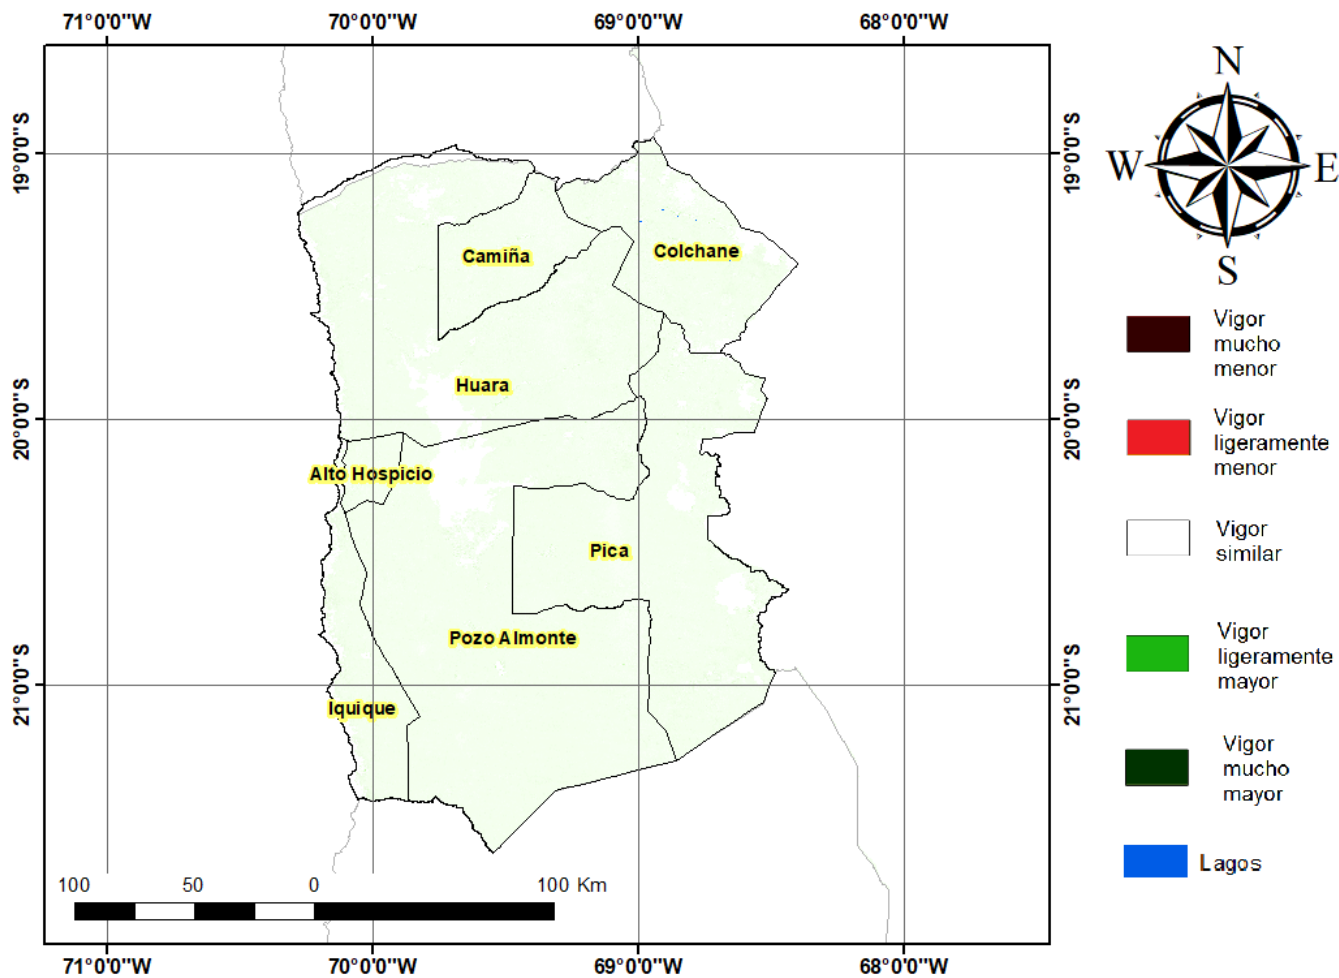 71°0'0"W 70°0'0"W 69°0'0"W 68°0'0"W
19°0'0"S
19°0'0"S
20°0'0"S
20°0'0"S
21°0'0"S
21°0'0"S
Camiña
Colchane
Huara
Alto Hospicio
Pica
Pozo Almonte
Iquique
100 50 0 100 Km
71°0'0"W 70°0'0"W 69°0'0"W 68°0'0"W
N
W E
S
Vigor
mucho
menor
Vigor
ligeramente
menor
Vigor
similar
Vigor
ligeramente
mayor
Vigor
mucho
mayor
Lagos